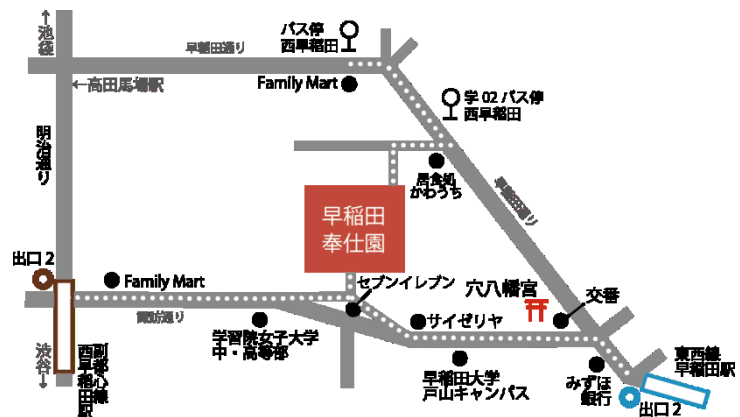 ↑池袋
早稲田通り
バス停
西早稲田
←高田馬場駅
Family Mart
学 02 バス停
西早稲田
明治通り
居食処
かわうち
早稲田通り
早稲田
奉仕園
出口 2
Family Mart
諏訪通り
セブンイレブン
穴八幡宮
交番
サイゼリヤ
学習院女子大学
中・高等部
早稲田大学
戸山キャンパス
みずほ
銀行
東西線
早稲田駅
出口 2
渋谷↓
副都心線
西早稲田駅